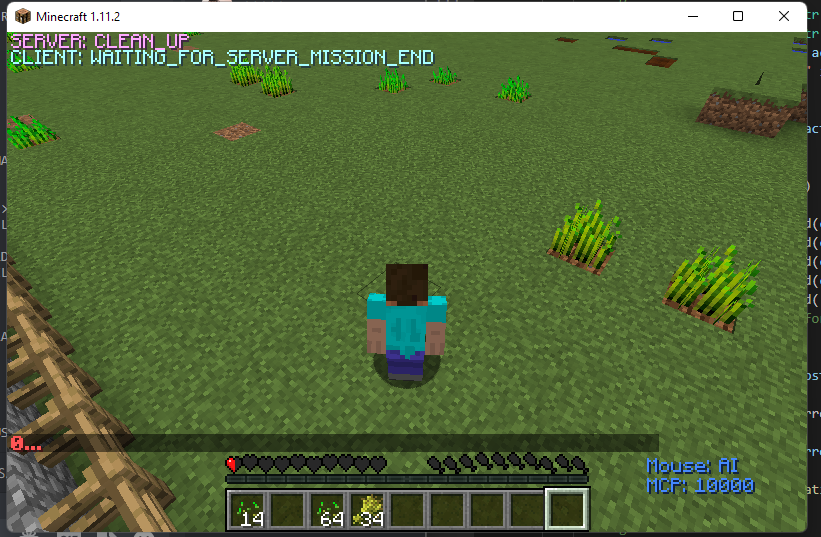 Minecraft 1.11.2
SERVER: CLEAN_UP
CLIENT: WAITING_FOR_SERVER_MISSION_END
0...
Mouse: AI
MCP: 10000
14
64
34